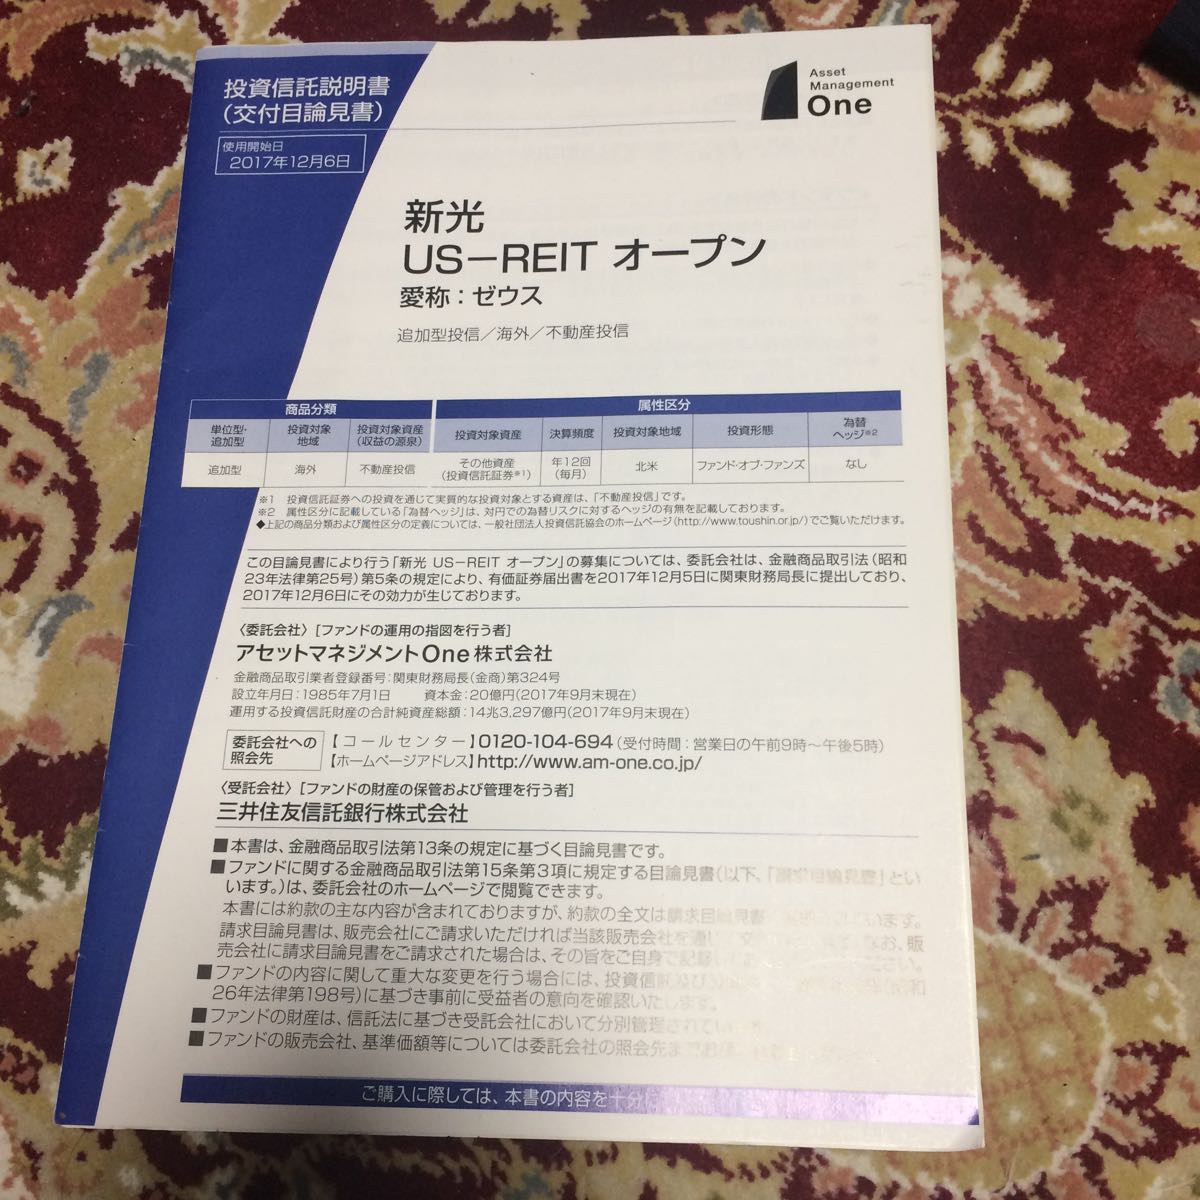 投資信託説明書
(交付目論見書)
使用開始日
2017年12月6日
Asset
Management
One
新光
US-REIT オープン
愛称：ゼウス
追加型投信／海外／不動産投信
商品分類 属性区分
単位型・追加型 投資対象地域 投資対象資産(収益の源泉) 投資対象資産 決算頻度 投資対象地域 投資形態 為替ヘッジ※2
追加型 海外 不動産投信 その他資産(投資信託証券※1) 年12回(毎月) 北米 ファンド・オブ・ファンズ なし
※1 投資信託証券への投資を通じて実質的な投資対象とする資産は、「不動産投信」です。
※2 属性区分に記載している「為替ヘッジ」は、対円での為替リスクに対するヘッジの有無を記載しております。
◆上記の商品分類および属性区分の定義については、一般社団法人投資信託協会のホームページ(http://www.toushin.or.jp/)でご覧いただけます。
この目論見書により行う「新光 US-REIT オープン」の募集については、委託会社は、金融商品取引法(昭和
23年法律第25号)第5条の規定により、有価証券届出書を2017年12月5日に関東財務局長に提出しており、
2017年12月6日にその効力が生じております。
〈委託会社〉[ファンドの運用の指図を行う者]
アセットマネジメントOne株式会社
金融商品取引業者登録番号：関東財務局長(金商)第324号
設立年月日：1985年7月1日 資本金：20億円(2017年9月末現在)
運用する投資信託財産の合計純資産総額：14兆3,297億円(2017年9月末現在)
委託会社への
照会先
【コールセンター】0120-104-694(受付時間：営業日の午前9時～午後5時)
【ホームページアドレス】http://www.am-one.co.jp/
〈受託会社〉[ファンドの財産の保管および管理を行う者]
三井住友信託銀行株式会社
■本書は、金融商品取引法第13条の規定に基づく目論見書です。
■ファンドに関する金融商品取引法第15条第3項に規定する目論見書(以下、「請求目論見書」とい
います。)は、委託会社のホームページで閲覧できます。
本書には約款の主な内容が含まれておりますが、約款の全文は請求目論見書 います。
請求目論見書は、販売会社にご請求いただければ当該販売会社を通じ なお、販
売会社に請求目論見書をご請求された場合は、その旨をご自身で記録し ださい。
■ファンドの内容に関して重大な変更を行う場合には、投資信託及び
26年法律第198号)に基づき事前に受益者の意向を確認いたします。
■ファンドの財産は、信託法に基づき受託会社において分別管理されてい
■ファンドの販売会社、基準価額等については委託会社の照会先までお
ご購入に際しては、本書の内容を十分に